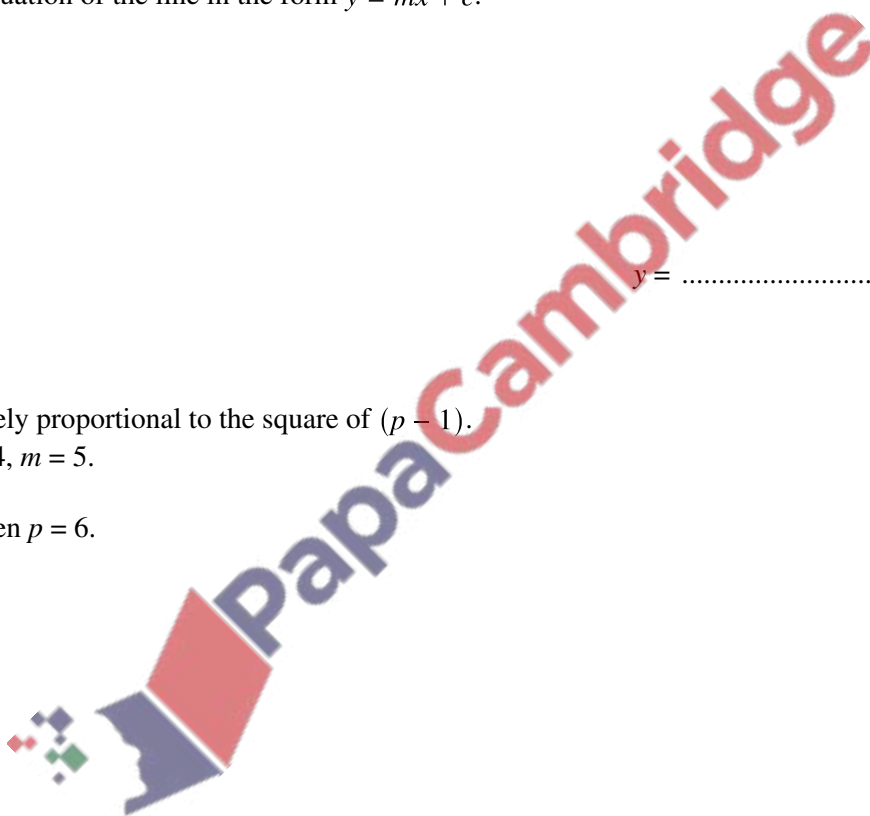 uation of the line in the form y = mx + c.
y = ..........................
ely proportional to the square of (p − 1).
4, m = 5.
en p = 6.
PapaCambridge